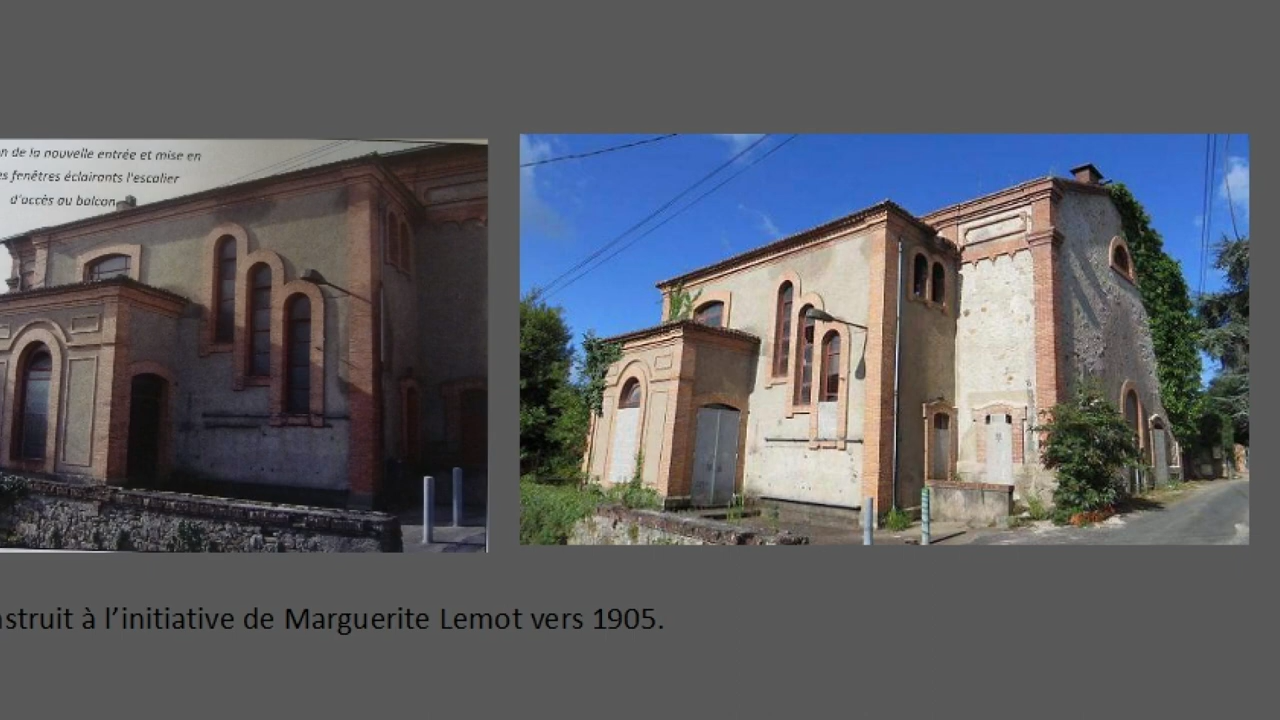 n de la nouvelle entrée et mise en
es fenêtres éclairants l'escalier
d'accès au balcon
nstruit à l'initiative de Marguerite Lemot vers 1905.